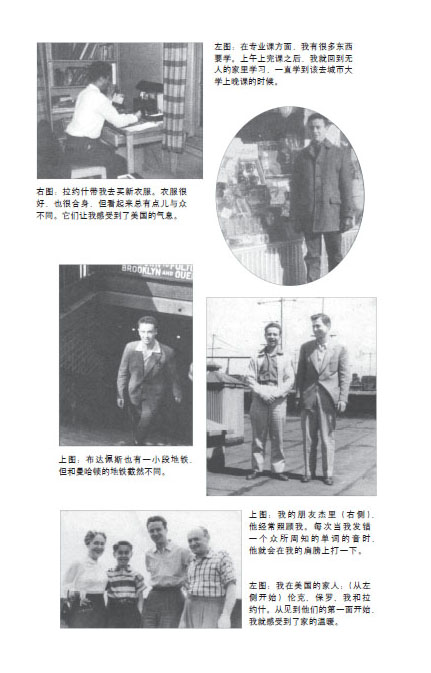 左图：在专业课方面，我有很多东西
要学。上午上完课之后，我就回到无
人的家里学习，一直学到该去城市大
学上晚课的时候。
右图：拉约什带我去买新衣服。衣服很
好，也很合身，但看起来总有点儿与众
不同。它们让我感受到了美国的气息。
BROOKLYN AND QUE
上图：布达佩斯也有一小段地铁，
但和曼哈顿的地铁截然不同。
上图：我的朋友杰里（右侧），
他经常照顾我。每次当我发错
一个众所周知的单词的音时，
他就会在我的肩膀上打一下。
左图：我在美国的家人：（从左
侧开始）伦克、保罗、我和拉
约什。从见到他们的第一面开始，
我就感受到了家的温暖。